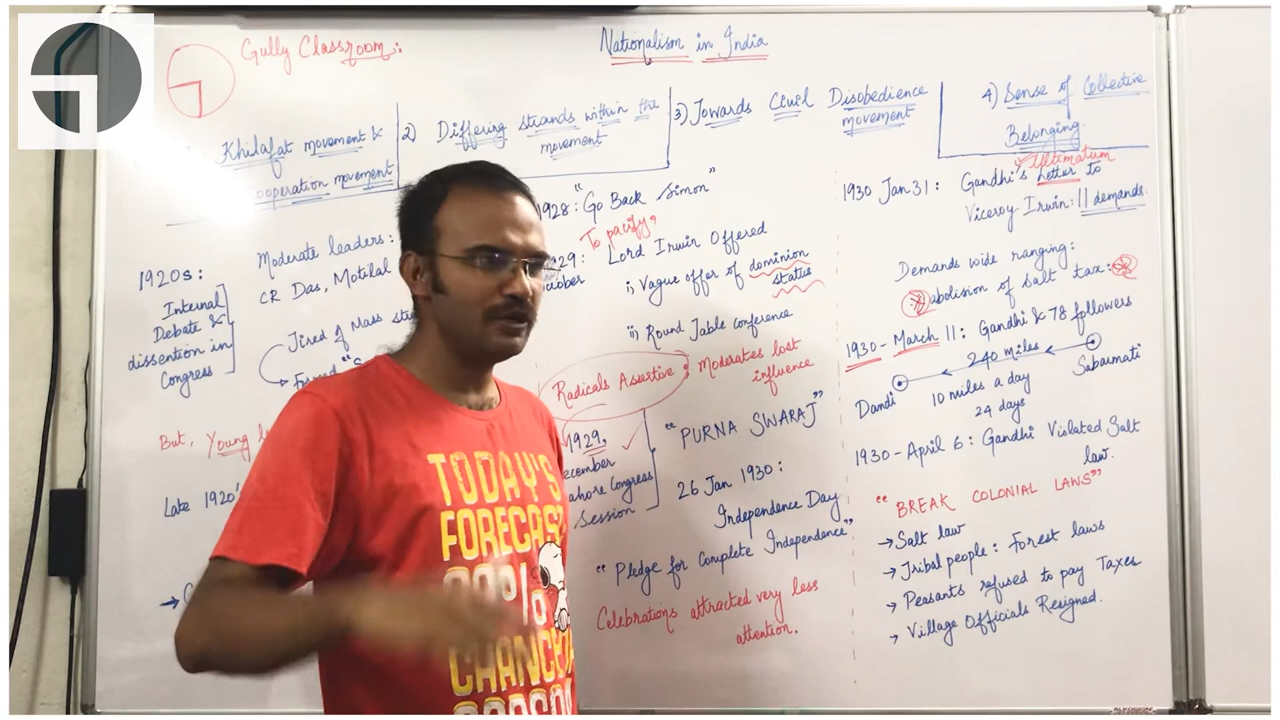 Gully Classroom:
Nationalism in India
Khilafat movement &
ooperation movement
2) Differing strands within the
movement
3) Towards Civil Disobedience
movement
4) Sense of Collective
Belonging
1920s:
Internal
Debate &
dissention in
Congress
Moderate leaders:
CR Das, Motilal
Tired of Mass
Formed
But, Young
Late 1920's
1928: "Go Back Simon"
To pacify,
Lord Irwin Offered
i, Vague offer of dominion
status
ii, Round Table conference
Radicals Assertive: Moderates lost
influence
1929,
ecember
ahore Congress
Session
"PURNA SWARAJ"
26 Jan 1930:
Independence Day
"Pledge for Complete Independence"
Celebrations attracted very less
attention.
1930 Jan 31:
Ultimatum
Gandhi's Letter to
Viceroy Irwin: 11 demands.
Demands wide ranging:
abolision of Salt tax:
1930 - March 11: Gandhi & 78 followers
240 miles
Sabarmati
Dandi
10 miles a day
24 days
1930 - April 6: Gandhi Violated Salt
law.
"BREAK COLONIAL LAWS"
→ Salt law
→ Tribal people: Forest laws
→ Peasants refused to pay Taxes
→ Village Officials Resigned.
TODAY'S
FORECAST
CHANCE